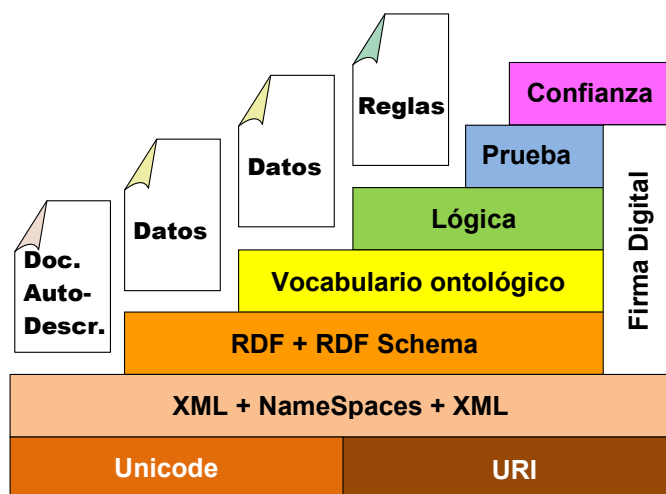 Reglas
Confianza
Datos
Prueba
Datos
Lógica
Firma Digital
Doc.
Auto-
Descr.
Vocabulario ontológico
RDF + RDF Schema
XML + NameSpaces + XML
Unicode
URI